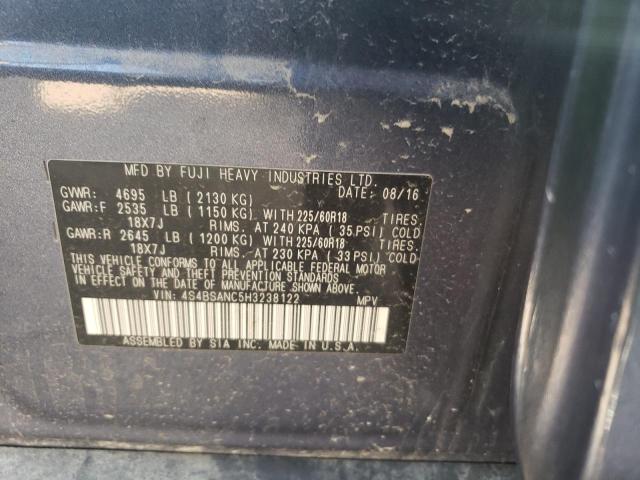 MFD BY FUJI HEAVY INDUSTRIES LTD.
GVWR: 4695 LB (2130 KG) DATE: 08/16
GAWR:F 2535 LB (1150 KG) WITH 225/60R18 TIRES.
18X7J RIMS. AT 240 KPA (35PSI) COLD
GAWR:R 2645 LB (1200 KG) WITH 225/60R18 TIRES.
18X7J RIMS. AT 230 KPA (33PSI) COLD
THIS VEHICLE CONFORMS TO ALL APPLICABLE FEDERAL MOTOR
VEHICLE SAFETY AND THEFT PREVENTION STANDARDS
IN EFFECT ON THE DATE OF MANUFACTURE SHOWN ABOVE.
VIN: 4S4BSANC5H3238122 MPV
ASSEMBLED BY SIA INC. MADE IN U.S.A.